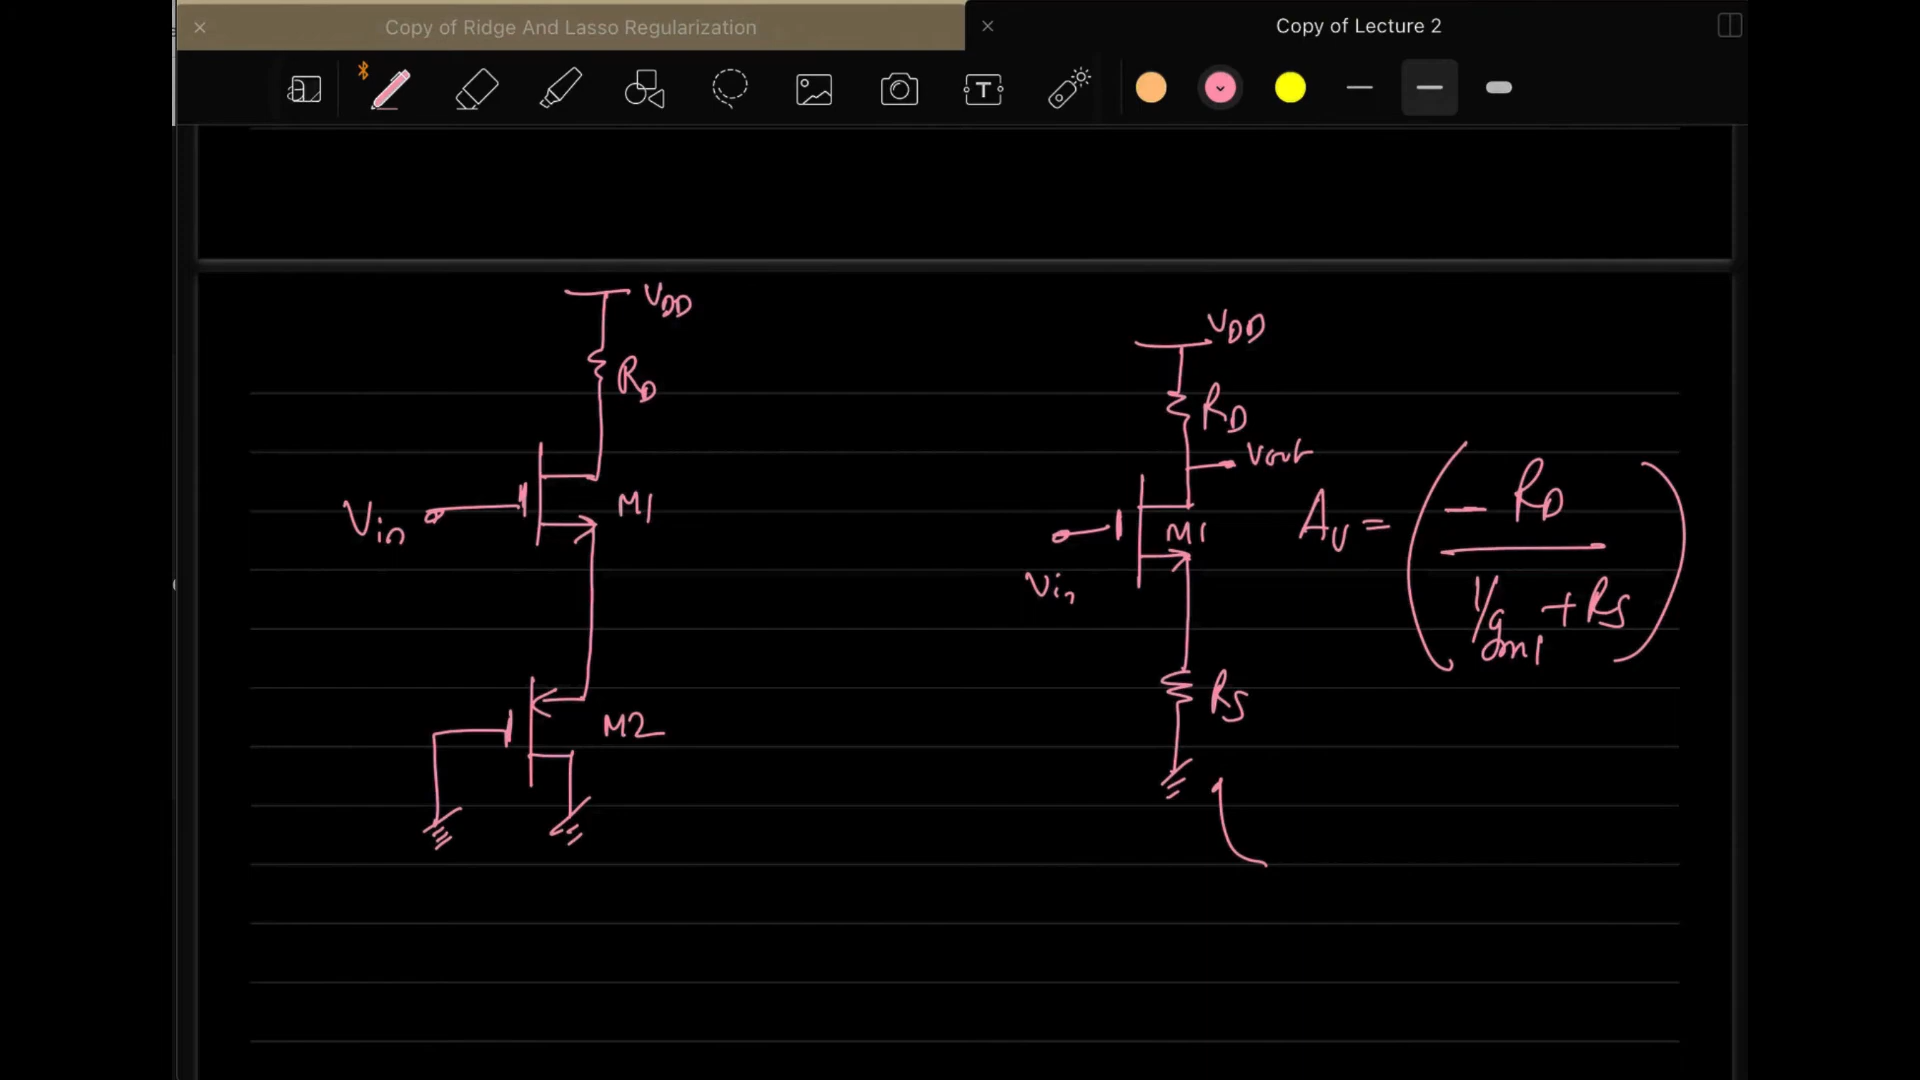 Copy of Ridge And Lasso Regularization
Copy of Lecture 2
VDD
RD
Vin
M1
M2
VDD
RD
Vout
M1
Vin
RS
Av = ( - RD / 1/gm1 + RS )